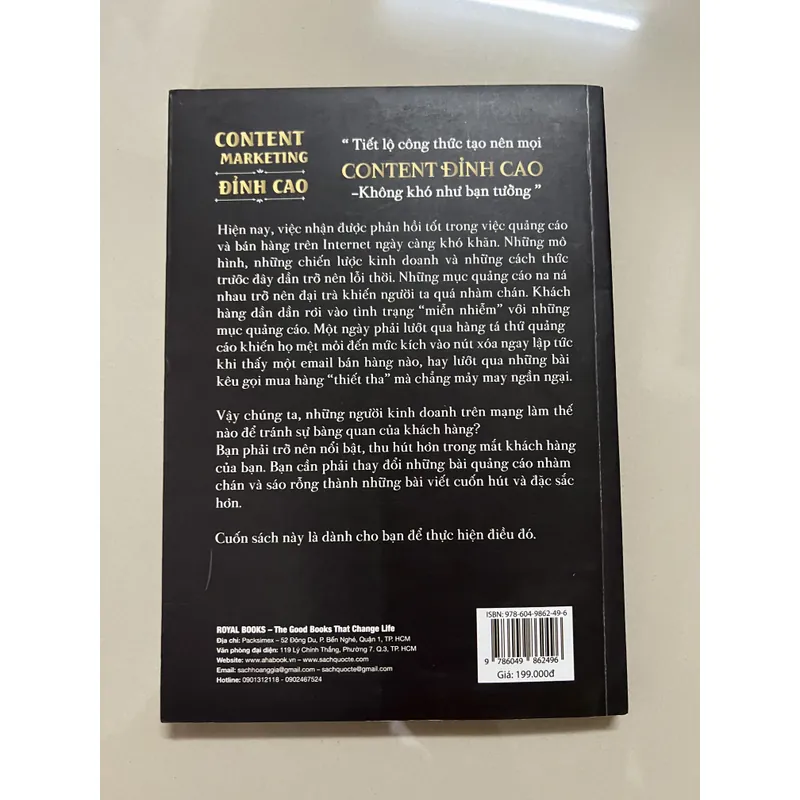 CONTENT
MARKETING
ĐỈNH CAO
“ Tiết lộ công thức tạo nên mọi
CONTENT ĐỈNH CAO
–Không khó như bạn tưởng ”
Hiện nay, việc nhận được phản hồi tốt trong việc quảng cáo
và bán hàng trên Internet ngày càng khó khăn. Những mô
hình, những chiến lược kinh doanh và những cách thức
trước đây dần trở nên lỗi thời. Những mục quảng cáo na ná
nhau trở nên đại trà khiến người ta quá nhàm chán. Khách
hàng dần dần rơi vào tình trạng “miễn nhiễm” với những
mục quảng cáo. Một ngày phải lướt qua hàng tá thứ quảng
cáo khiến họ mệt mỏi đến mức kích vào nút xóa ngay lập tức
khi thấy một email bán hàng nào, hay lướt qua những bài
kêu gọi mua hàng “thiết tha” mà chẳng mảy may ngần ngại.
Vậy chúng ta, những người kinh doanh trên mạng làm thế
nào để tránh sự bàng quan của khách hàng?
Bạn phải trở nên nổi bật, thu hút hơn trong mắt khách hàng
của bạn. Bạn cần phải thay đổi những bài quảng cáo nhàm
chán và sáo rỗng thành những bài viết cuốn hút và đặc sắc
hơn.
Cuốn sách này là dành cho bạn để thực hiện điều đó.
ROYAL BOOKS – The Good Books That Change Life
Địa chỉ: Packsimex – 52 Đông Du, P. Bến Nghé, Quận 1, TP. HCM
Văn phòng đại diện: 119 Lý Chính Thắng, Phường 7, Q.3, TP. HCM
Website: www.ahabook.vn – www.sachquocte.com
Email: sachhoanggia@gmail.com – sachquocte@gmail.com
Hotline: 0901312118 - 0902467524
ISBN: 978-604-9862-49-6
9 786049 862496
Giá: 199.000đ